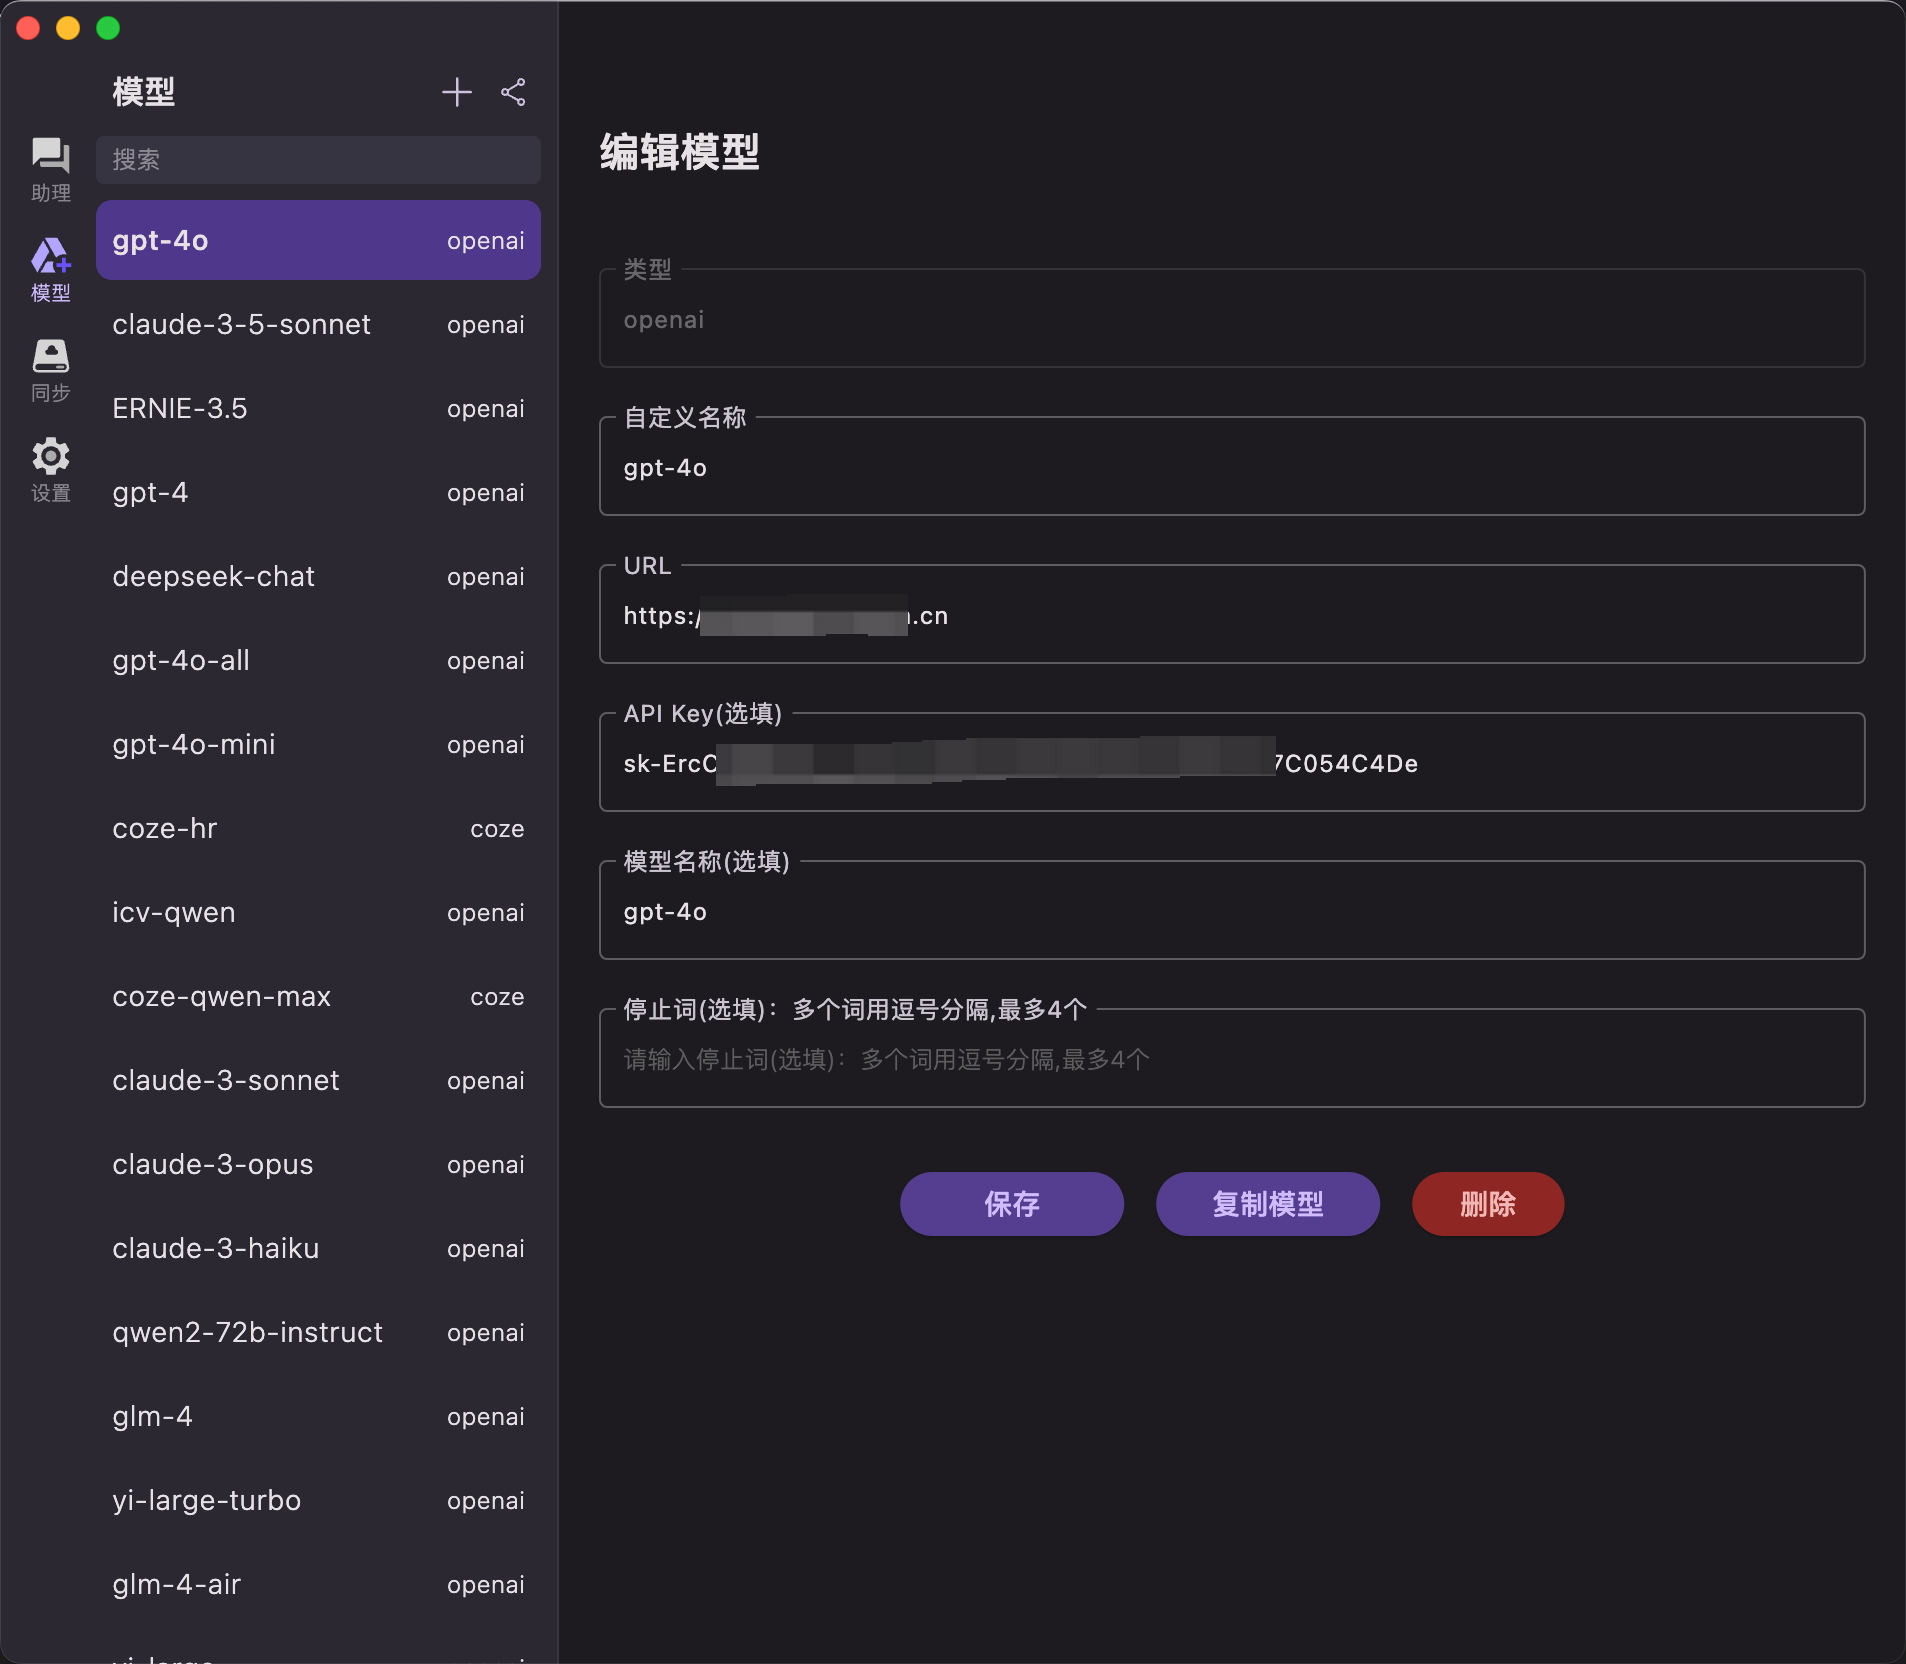 模型
搜索
助理
模型
同步
设置
gpt-4o openai
claude-3-5-sonnet openai
ERNIE-3.5 openai
gpt-4 openai
deepseek-chat openai
gpt-4o-all openai
gpt-4o-mini openai
coze-hr coze
icv-qwen openai
coze-qwen-max coze
claude-3-sonnet openai
claude-3-opus openai
claude-3-haiku openai
qwen2-72b-instruct openai
glm-4 openai
yi-large-turbo openai
glm-4-air openai
编辑模型
类型
openai
自定义名称
gpt-4o
URL
https:/ .cn
API Key(选填)
sk-Erc 7C054C4De
模型名称(选填)
gpt-4o
停止词(选填)：多个词用逗号分隔,最多4个
请输入停止词(选填)：多个词用逗号分隔,最多4个
保存
复制模型
删除